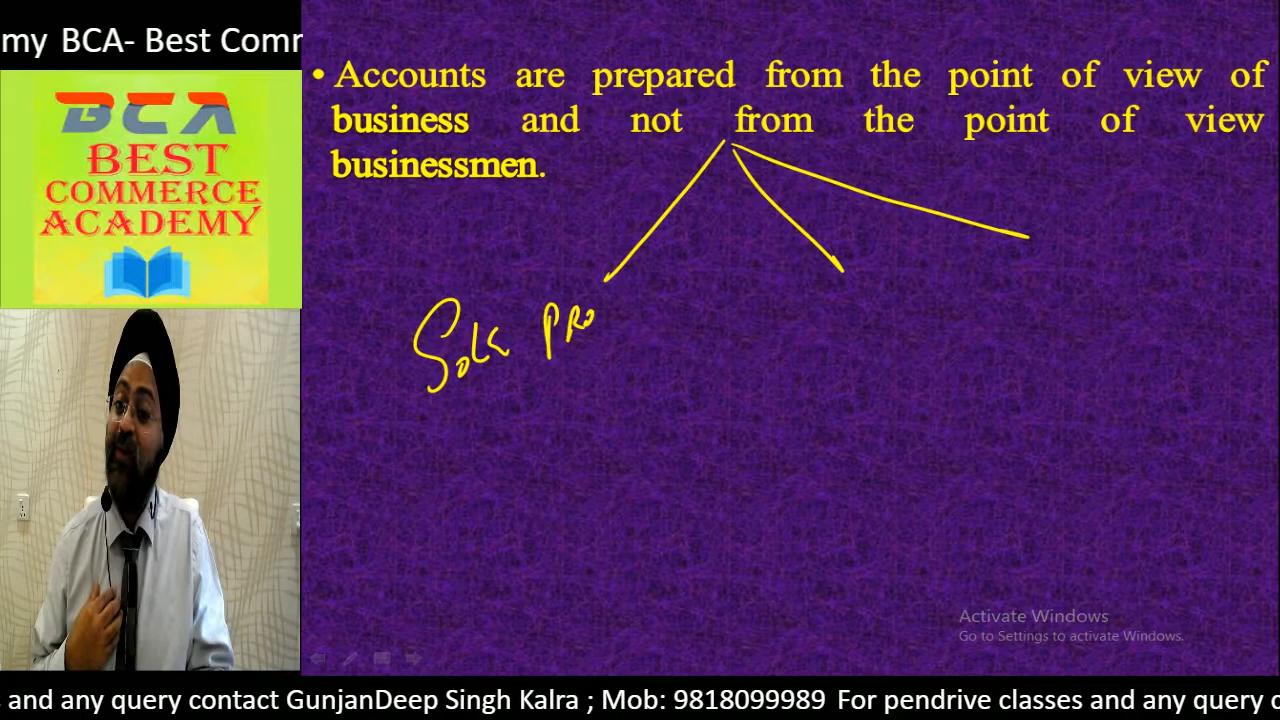 my BCA- Best Comm
BCA
BEST
COMMERCE
ACADEMY
• Accounts are prepared from the point of view of
business and not from the point of view
businessmen.
Sole Pro
Activate Windows
Go to Settings to activate Windows.
and any query contact GunjanDeep Singh Kalra ; Mob: 9818099989 For pendrive classes and any query